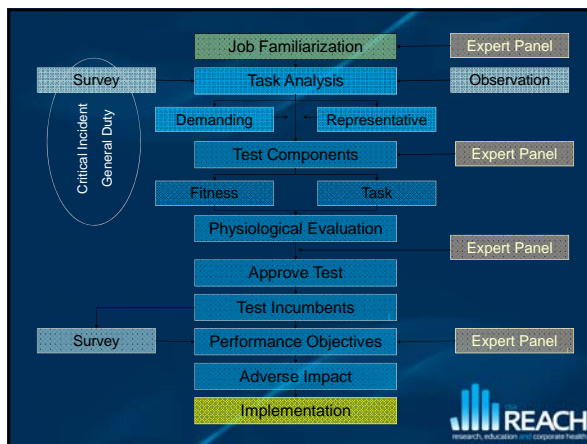 Job Familiarization
Expert Panel
Survey
Task Analysis
Observation
Critical Incident
General Duty
Demanding
Representative
Test Components
Expert Panel
Fitness
Task
Physiological Evaluation
Expert Panel
Approve Test
Test Incumbents
Survey
Performance Objectives
Expert Panel
Adverse Impact
Implementation
REACH
research, education and corporate health